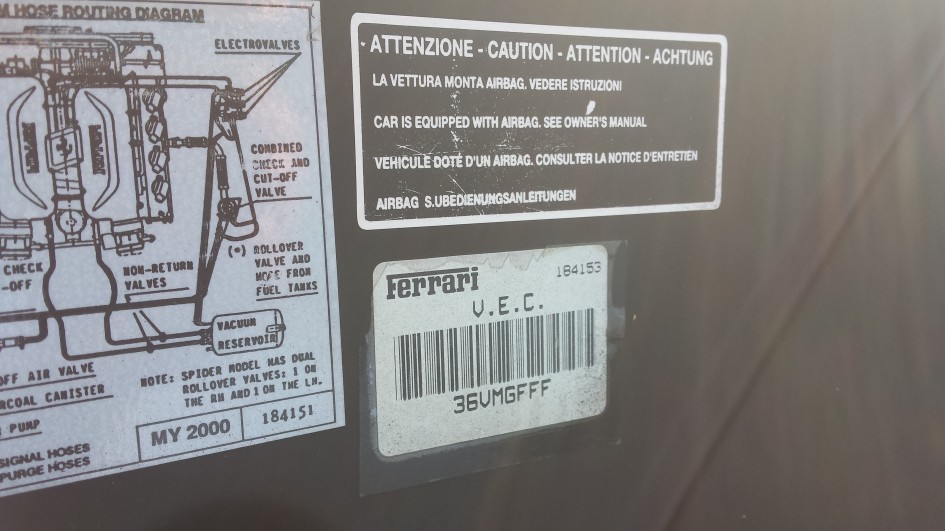 M HOSE ROUTING DIAGRAM
ELECTROVALVES
COMBINED
CHECK AND
CUT-OFF
VALVE
(•) ROLLOVER
VALVE AND
HOSE FROM
FUEL TANKS
CHECK
-OFF
NON-RETURN
VALVES
VACUUM
RESERVOIR
OFF AIR VALVE
RCOAL CANISTER
PUMP
NOTE: SPIDER MODEL HAS DUAL
ROLLOVER VALVES: 1 ON
THE RH AND 1 ON THE LH.
MY 2000
184151
SIGNAL HOSES
PURGE HOSES
ATTENZIONE - CAUTION - ATTENTION - ACHTUNG
LA VETTURA MONTA AIRBAG. VEDERE ISTRUZIONI
CAR IS EQUIPPED WITH AIRBAG. SEE OWNER'S MANUAL
VEHICULE DOTÉ D'UN AIRBAG. CONSULTER LA NOTICE D'ENTRETIEN
AIRBAG S.UBEDIENUNGSANLEITUNGEN
Ferrari
184153
V.E.C.
36VMGFFF